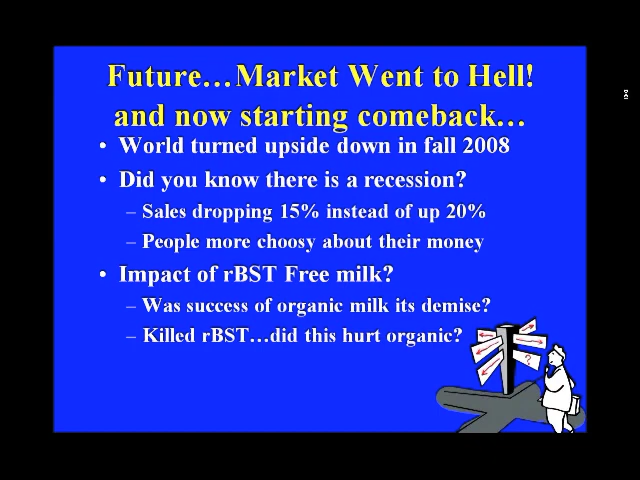 Future…Market Went to Hell!
and now starting comeback…
• World turned upside down in fall 2008
• Did you know there is a recession?
– Sales dropping 15% instead of up 20%
– People more choosy about their money
• Impact of rBST Free milk?
– Was success of organic milk its demise?
– Killed rBST…did this hurt organic?
?